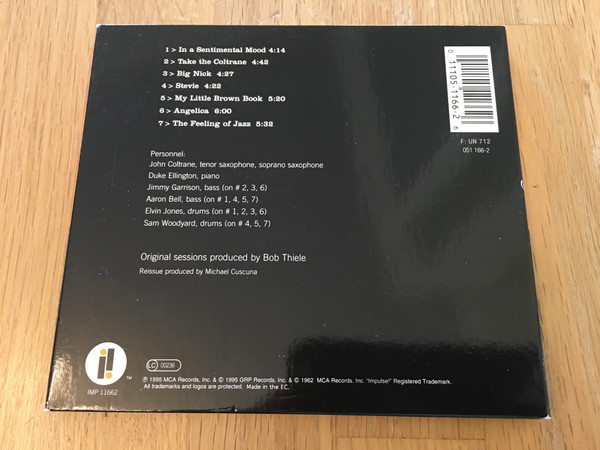 1 > In a Sentimental Mood 4:14
2 > Take the Coltrane 4:42
3 > Big Nick 4:27
4 > Stevie 4:22
5 > My Little Brown Book 5:20
6 > Angelica 6:00
7 > The Feeling of Jazz 5:32
0 11105-1166-2 6
F: UN 712
051 166-2
Personnel:
John Coltrane, tenor saxophone, soprano saxophone
Duke Ellington, piano
Jimmy Garrison, bass (on # 2, 3, 6)
Aaron Bell, bass (on # 1, 4, 5, 7)
Elvin Jones, drums (on # 1, 2, 3, 6)
Sam Woodyard, drums (on # 4, 5, 7)
Original sessions produced by Bob Thiele
Reissue produced by Michael Cuscuna
i!
TM
IMP 11662
LC 00236
℗ 1995 MCA Records, Inc. & © 1995 GRP Records, Inc. & © 1962 MCA Records, Inc. "Impulse!" Registered Trademark.
All trademarks and logos are protected. Made in the EC.